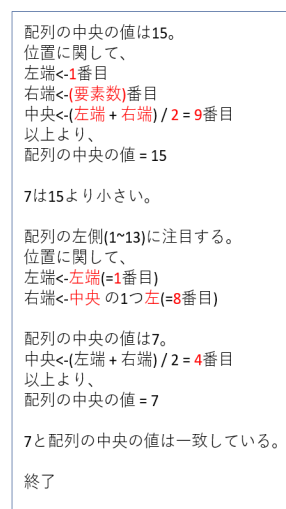 配列の中央の値は15。
位置に関して、
左端<-1番目
右端<-(要素数)番目
中央<-(左端 + 右端) / 2 = 9番目
以上より、
配列の中央の値 = 15
7は15より小さい。
配列の左側(1~13)に注目する。
位置に関して、
左端<-左端(=1番目)
右端<-中央 の1つ左(=8番目)
配列の中央の値は7。
中央<-(左端 + 右端) / 2 = 4番目
以上より、
配列の中央の値 = 7
7と配列の中央の値は一致している。
終了